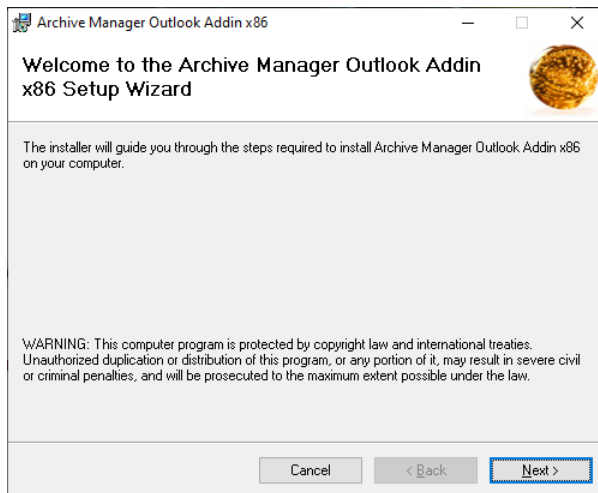 Archive Manager Outlook Addin x86
Welcome to the Archive Manager Outlook Addin
x86 Setup Wizard
The installer will guide you through the steps required to install Archive Manager Outlook Addin x86
on your computer.
WARNING: This computer program is protected by copyright law and international treaties.
Unauthorized duplication or distribution of this program, or any portion of it, may result in severe civil
or criminal penalties, and will be prosecuted to the maximum extent possible under the law.
Cancel < Back Next >